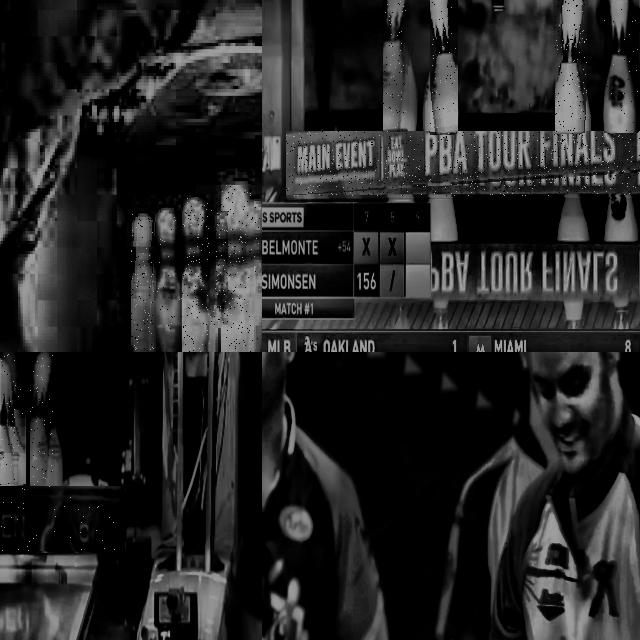 MAIN EVENT
PBA TOUR FINALS
S SPORTS
BELMONTE +54 X X
SIMONSEN 156 /
MATCH #1
PBA TOUR FINALS
MLB A's OAKLAND 1 MIAMI 8